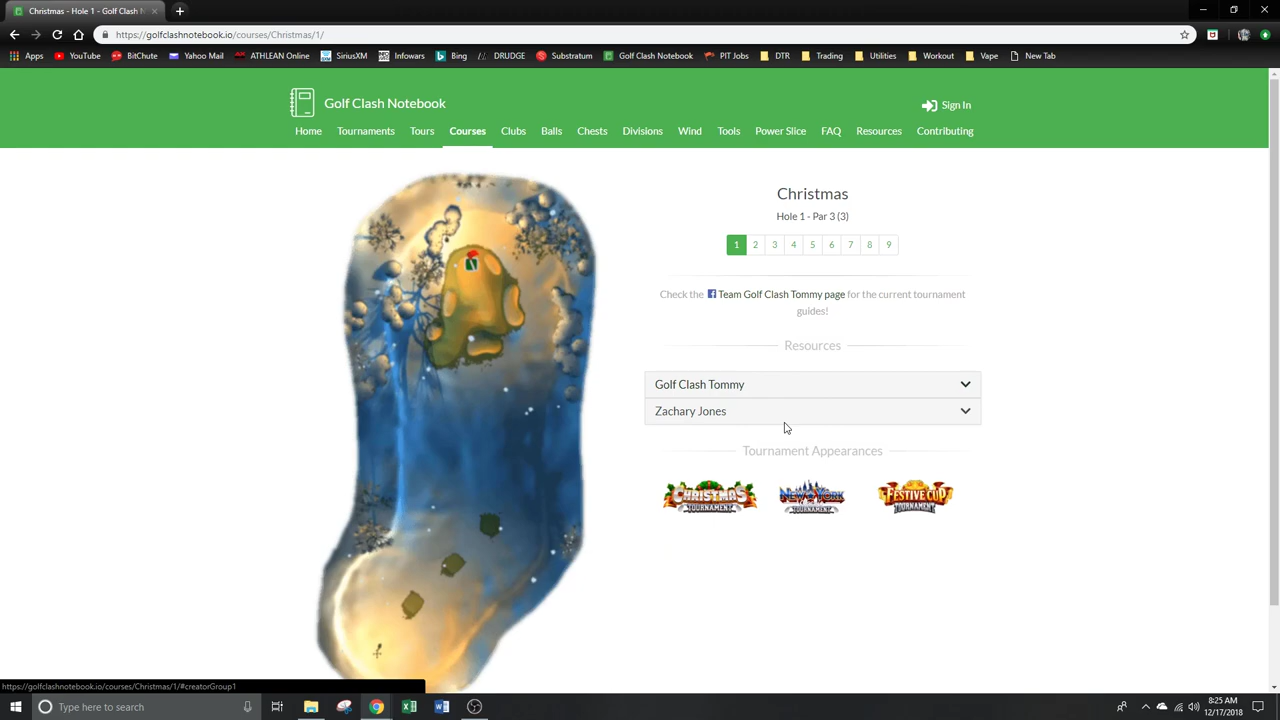 Christmas - Hole 1 - Golf Clash N
https://golfclashnotebook.io/courses/Christmas/1/
Apps YouTube BitChute Yahoo Mail ATHLEAN Online SiriusXM Infowars Bing DRUDGE Substratum Golf Clash Notebook PIT Jobs DTR Trading Utilities Workout Vape New Tab
Golf Clash Notebook
Sign In
Home Tournaments Tours Courses Clubs Balls Chests Divisions Wind Tools Power Slice FAQ Resources Contributing
Christmas
Hole 1 - Par 3 (3)
1 2 3 4 5 6 7 8 9
Check the Team Golf Clash Tommy page for the current tournament
guides!
Resources
Golf Clash Tommy
Zachary Jones
Tournament Appearances
CHRISTMAS TOURNAMENT
NEW YORK TOURNAMENT
FESTIVE CUP TOURNAMENT
https://golfclashnotebook.io/courses/Christmas/1/#creatorGroup1
Type here to search
8:25 AM
12/17/2018